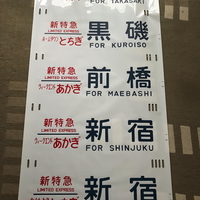 FOR TAKASAKI
新特急
LIMITED EXPRESS
ホームタウン
とちぎ
黒磯
FOR KUROISO
新特急
LIMITED EXPRESS
ウィークエンド
あかぎ
前橋
FOR MAEBASHI
新特急
LIMITED EXPRESS
ウィークエンド
あかぎ
新宿
FOR SHINJUKU
新特急
LIMITED EXPRESS
新宿